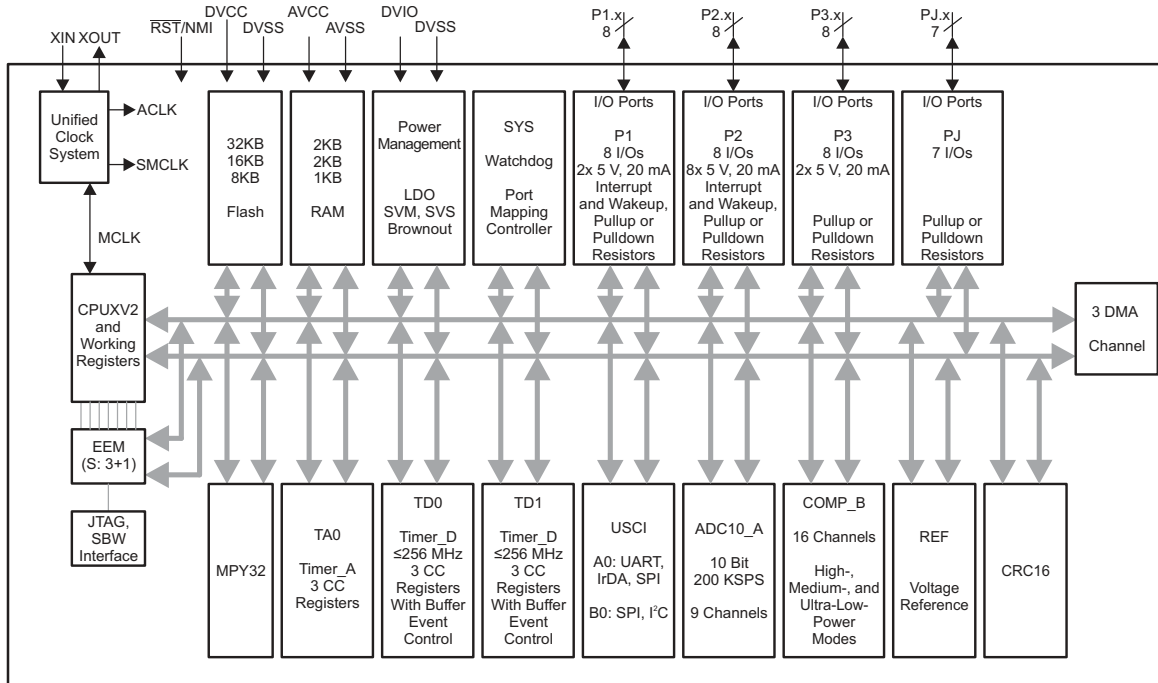 XIN XOUT
RST/NMI
DVCC
DVSS
AVCC
AVSS
DVIO
DVSS
P1.x
8
P2.x
8
P3.x
8
PJ.x
7
Unified
Clock
System
ACLK
SMCLK
MCLK
32KB
16KB
8KB
Flash
2KB
2KB
1KB
RAM
Power
Management
LDO
SVM, SVS
Brownout
SYS
Watchdog
Port
Mapping
Controller
I/O Ports
P1
8 I/Os
2x 5 V, 20 mA
Interrupt
and Wakeup,
Pullup or
Pulldown
Resistors
I/O Ports
P2
8 I/Os
8x 5 V, 20 mA
Interrupt
and Wakeup,
Pullup or
Pulldown
Resistors
I/O Ports
P3
8 I/Os
2x 5 V, 20 mA
Pullup or
Pulldown
Resistors
I/O Ports
PJ
7 I/Os
Pullup or
Pulldown
Resistors
CPUXV2
and
Working
Registers
3 DMA
Channel
EEM
(S: 3+1)
JTAG,
SBW
Interface
MPY32
TA0
Timer_A
3 CC
Registers
TD0
Timer_D
≤256 MHz
3 CC
Registers
With Buffer
Event
Control
TD1
Timer_D
≤256 MHz
3 CC
Registers
With Buffer
Event
Control
USCI
A0: UART,
IrDA, SPI
B0: SPI, I²C
ADC10_A
10 Bit
200 KSPS
9 Channels
COMP_B
16 Channels
High-,
Medium-, and
Ultra-Low-
Power
Modes
REF
Voltage
Reference
CRC16